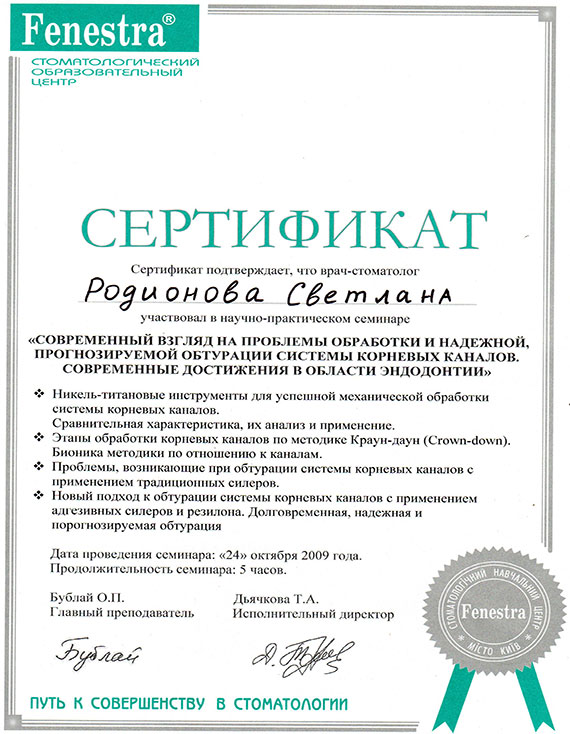 Fenestra®
СТОМАТОЛОГИЧЕСКИЙ
ОБРАЗОВАТЕЛЬНЫЙ
ЦЕНТР
СЕРТИФИКАТ
Сертификат подтверждает, что врач-стоматолог
Родионова Светлана
участвовал в научно-практическом семинаре
«СОВРЕМЕННЫЙ ВЗГЛЯД НА ПРОБЛЕМЫ ОБРАБОТКИ И НАДЕЖНОЙ,
ПРОГНОЗИРУЕМОЙ ОБТУРАЦИИ СИСТЕМЫ КОРНЕВЫХ КАНАЛОВ.
СОВРЕМЕННЫЕ ДОСТИЖЕНИЯ В ОБЛАСТИ ЭНДОДОНТИИ»
❖ Никель-титановые инструменты для успешной механической обработки
системы корневых каналов.
Сравнительная характеристика, их анализ и применение.
❖ Этапы обработки корневых каналов по методике Краун-даун (Crown-down).
Бионика методики по отношению к каналам.
❖ Проблемы, возникающие при обтурации системы корневых каналов с
применением традиционных силеров.
❖ Новый подход к обтурации системы корневых каналов с применением
адгезивных силеров и резилона. Долговременная, надежная и
порогнозируемая обтурация
Дата проведения семинара: «24» октября 2009 года.
Продолжительность семинара: 5 часов.
Бублай О.П. Дьячкова Т.А.
Главный преподаватель Исполнительный директор
Бублай
СТОМАТОЛОГІЧНИЙ НАВЧАЛЬНИЙ ЦЕНТР
Fenestra
* МІСТО КИЇВ *
ПУТЬ К СОВЕРШЕНСТВУ В СТОМАТОЛОГИИ